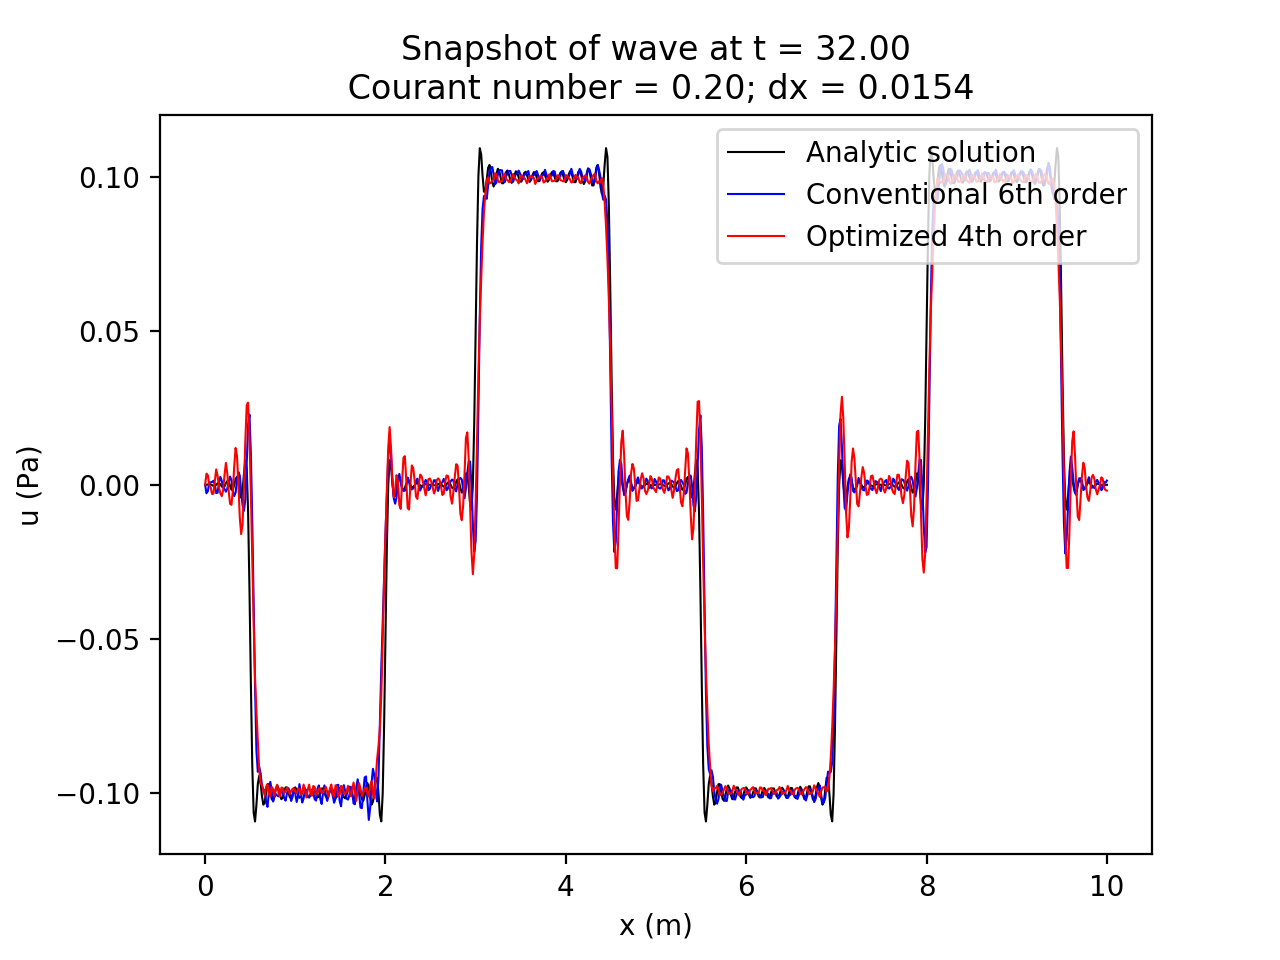 Snapshot of wave at t = 32.00
Courant number = 0.20; dx = 0.0154
Analytic solution
Conventional 6th order
Optimized 4th order
0.10
0.05
0.00
−0.05
−0.10
u (Pa)
0 2 4 6 8 10
x (m)